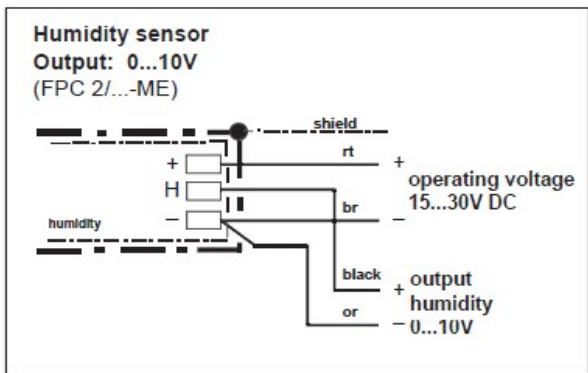 Humidity sensor
Output: 0...10V
(FPC 2/...-ME)
shield
+ rt +
operating voltage
15...30V DC
H
humidity
– br –
black + output
humidity
or – 0...10V